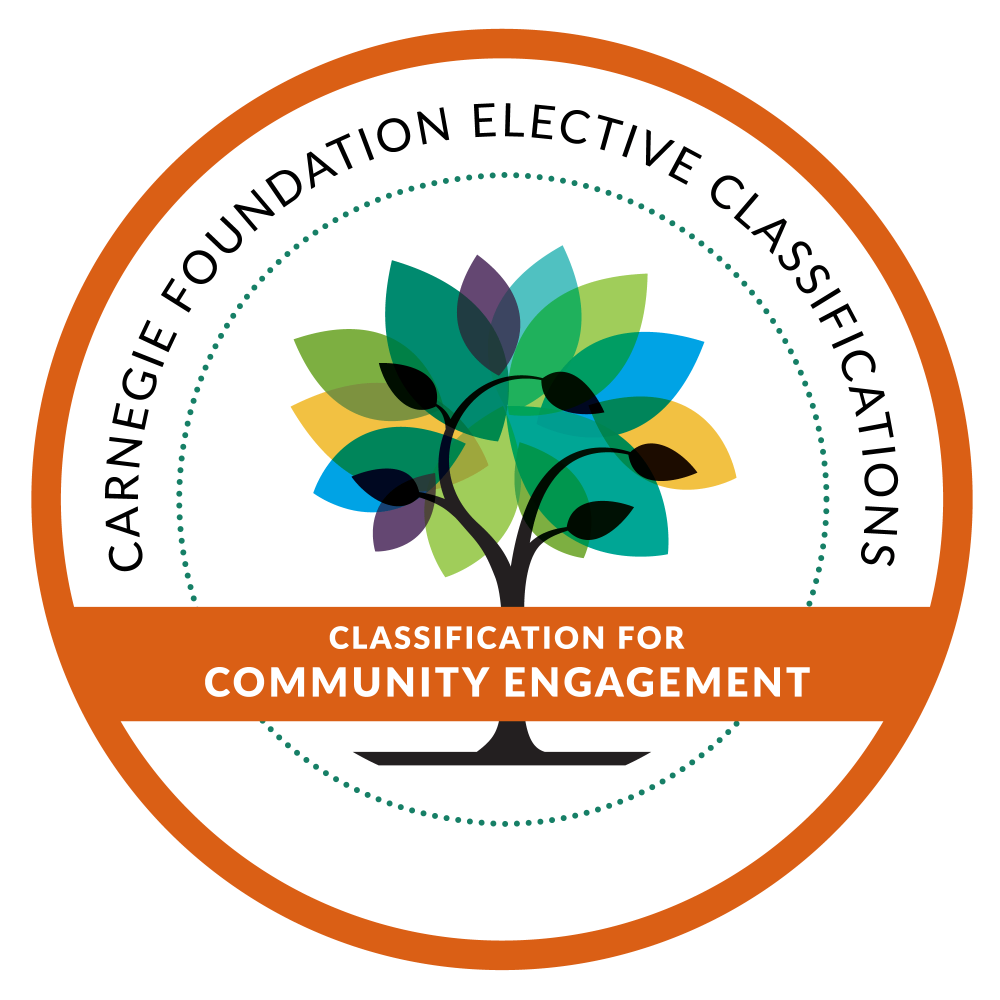 CARNEGIE FOUNDATION ELECTIVE CLASSIFICATIONS
CLASSIFICATION FOR
COMMUNITY ENGAGEMENT